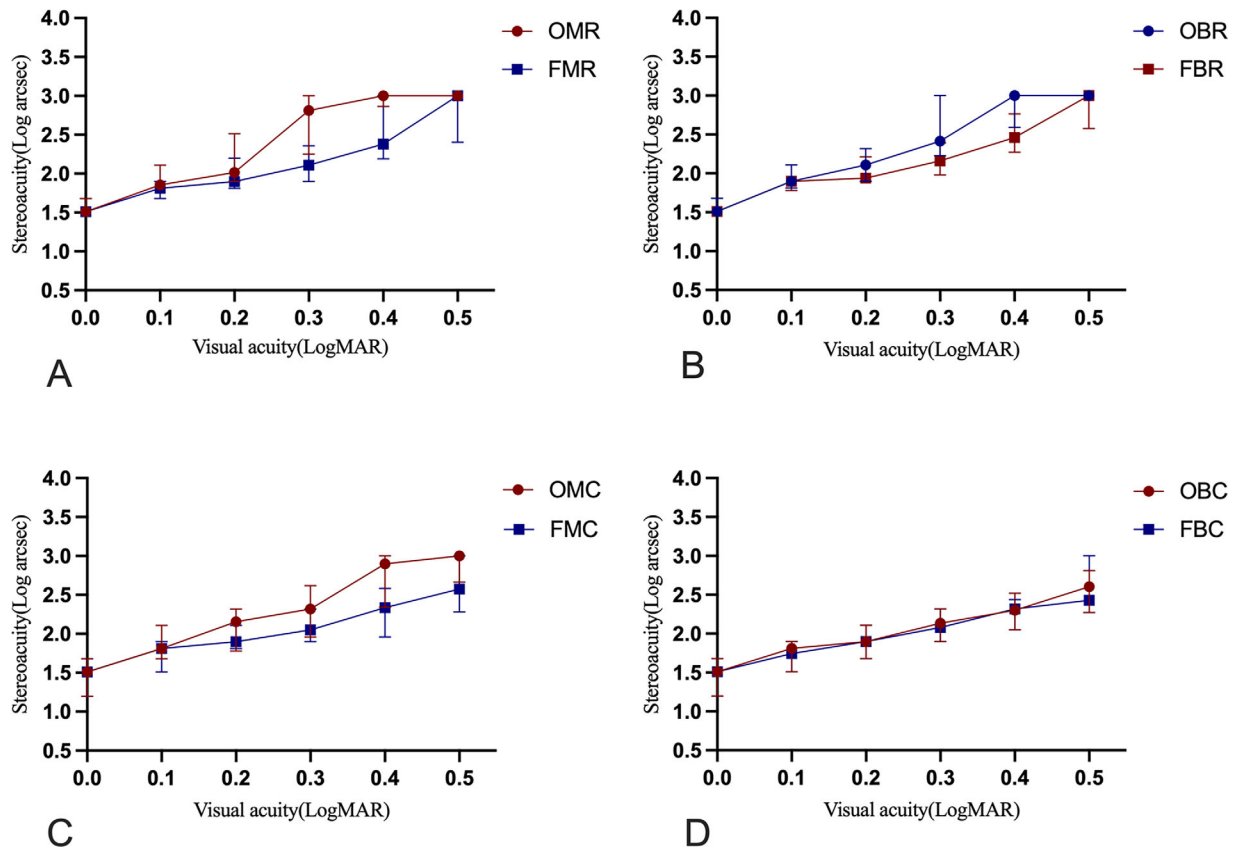 4.0
3.5
3.0
2.5
2.0
1.5
1.0
0.5
Stereoacuity(Log arcsec)
0.0 0.1 0.2 0.3 0.4 0.5
Visual acuity(LogMAR)
OMR
FMR
A
4.0
3.5
3.0
2.5
2.0
1.5
1.0
0.5
Stereoacuity(Log arcsec)
0.0 0.1 0.2 0.3 0.4 0.5
Visual acuity(LogMAR)
OBR
FBR
B
4.0
3.5
3.0
2.5
2.0
1.5
1.0
0.5
Stereoacuity(Log arcsec)
0.0 0.1 0.2 0.3 0.4 0.5
Visual acuity(LogMAR)
OMC
FMC
C
4.0
3.5
3.0
2.5
2.0
1.5
1.0
0.5
Stereoacuity(Log arcsec)
0.0 0.1 0.2 0.3 0.4 0.5
Visual acuity(LogMAR)
OBC
FBC
D